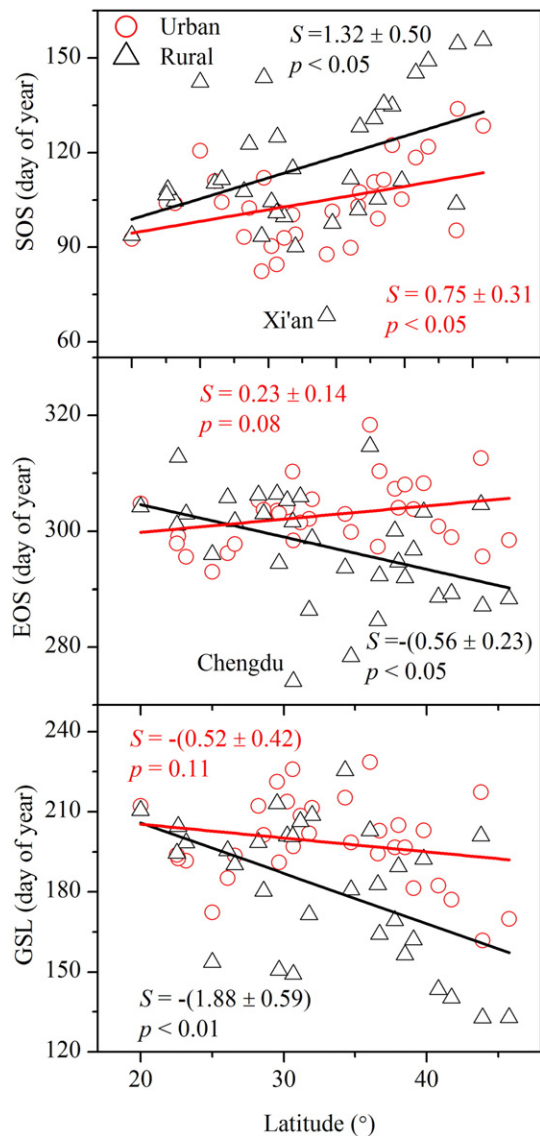 Urban
Rural
S = 1.32 ± 0.50
p < 0.05
150
120
90
60
SOS (day of year)
Xi'an
S = 0.75 ± 0.31
p < 0.05
S = 0.23 ± 0.14
p = 0.08
320
300
280
EOS (day of year)
Chengdu
S = -(0.56 ± 0.23)
p < 0.05
S = -(0.52 ± 0.42)
p = 0.11
240
210
180
150
120
GSL (day of year)
S = -(1.88 ± 0.59)
p < 0.01
20 30 40
Latitude (°)